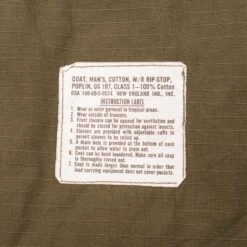 COAT, MAN'S, COTTON, W/R RIP-STOP,
POPLIN, OG 107, CLASS 1-100% Cotton
DSA 100-69-C-0574 NEW ENGLAND IND., INC.
INSTRUCTION LABEL
1. Wear as outer garment in tropical areas.
2. Wear outside of trousers.
3. Front closure can be opened for ventilation and
should be closed for protection against insects.
4. Sleeves are provided with adjustable cuffs to
permit sleeves to be rolled up.
5. A drain hole is provided at the bottom of each pocket to
allow water to drain out.
6. Coat can be hand laundered. Make sure all soap
is thoroughly rinsed out.
7. Coat is made longer than normal in order that
load carrying equipment does not cover pockets.